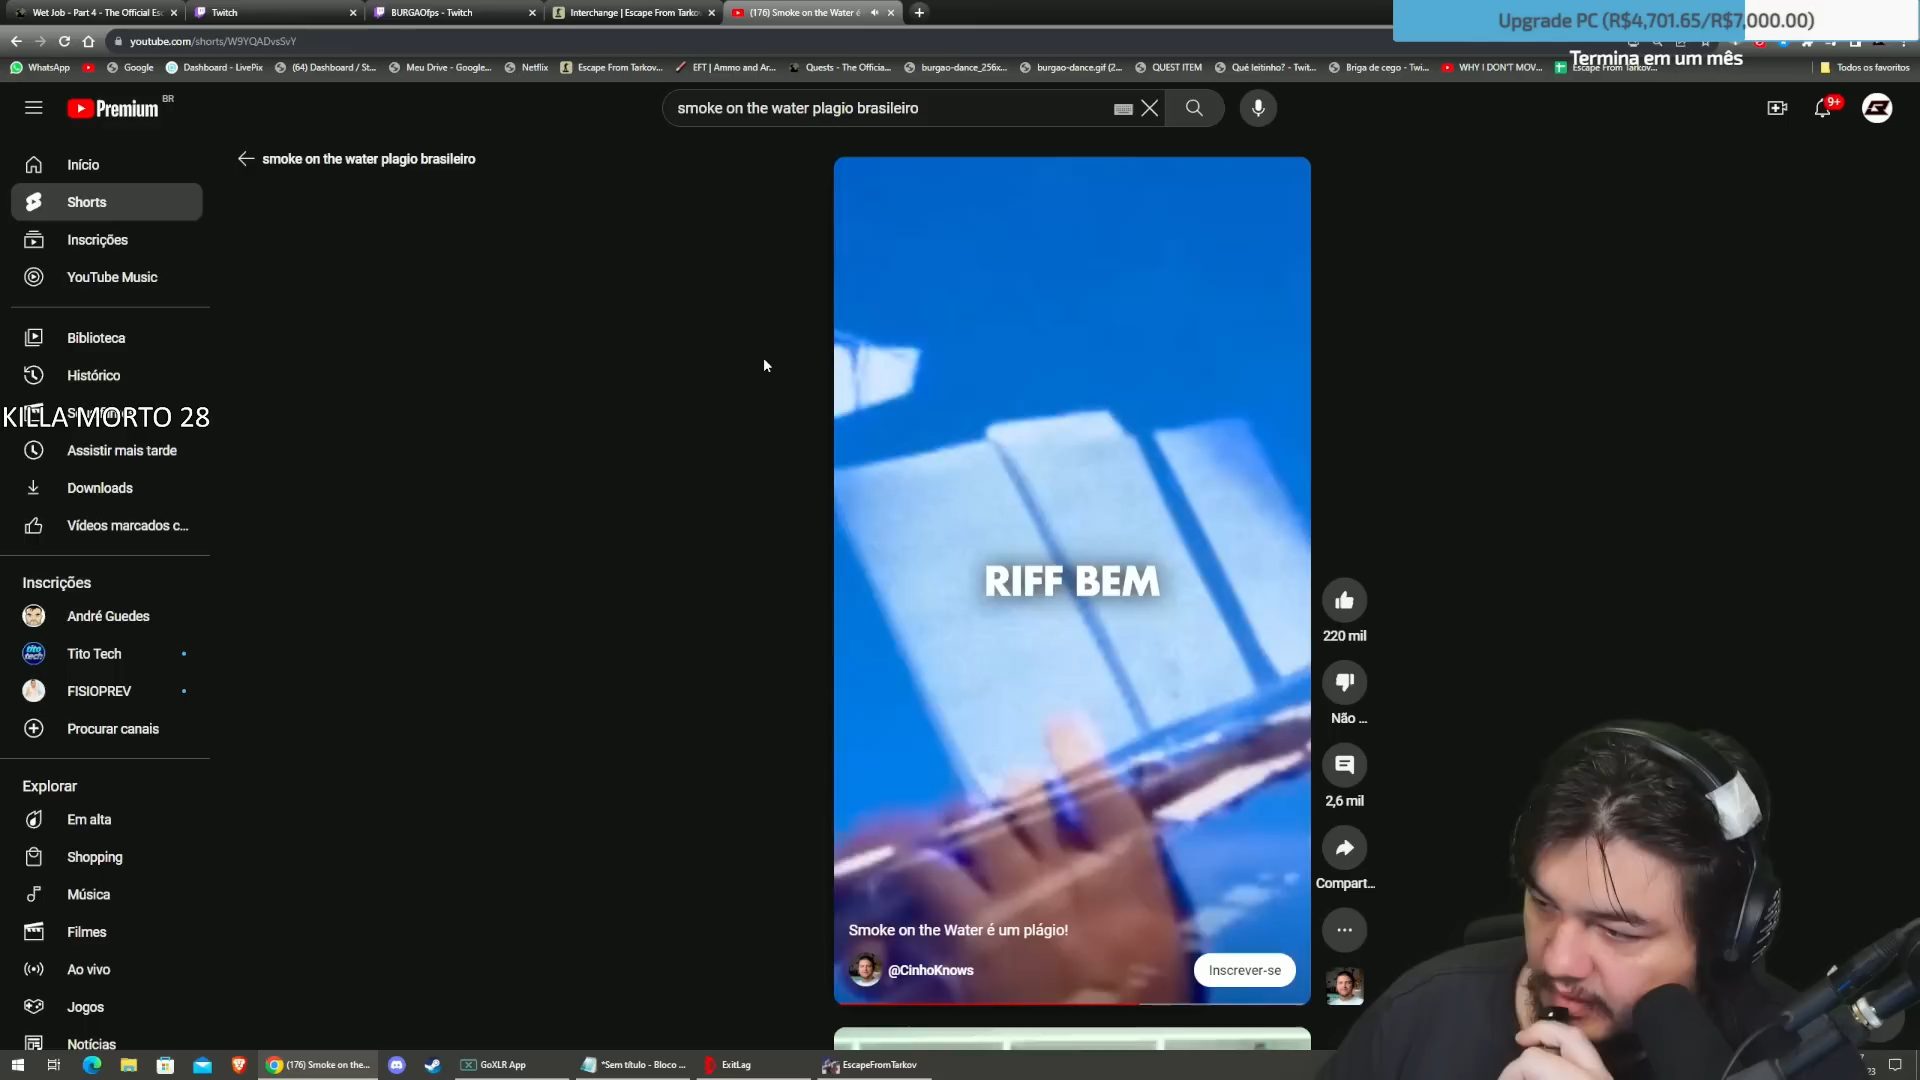 Wet Job - Part 4 - The Official Es
Twitch
BURGAOfps - Twitch
Interchange | Escape From Tarko
(176) Smoke on the Water é
Upgrade PC (R$4,701.65/R$7,000.00)
youtube.com/shorts/W9YQADvsSvY
Termina em um mês
WhatsApp
Google
Dashboard - LivePix
(64) Dashboard / St...
Meu Drive - Google...
Netflix
Escape From Tarkov...
EFT | Ammo and Ar...
Quests - The Officia...
burgao-dance_256x...
burgao-dance.gif (2...
QUEST ITEM
Qué leitinho? - Twit...
Briga de cego - Twi...
WHY I DON'T MOV...
Escape From Tarkov...
Todos os favoritos
Premium BR
smoke on the water plagio brasileiro
9+
smoke on the water plagio brasileiro
Início
Shorts
Inscrições
YouTube Music
Biblioteca
Histórico
KILLA MORTO 28
Assistir mais tarde
Downloads
Vídeos marcados c...
Inscrições
André Guedes
Tito Tech
FISIOPREV
Procurar canais
Explorar
Em alta
Shopping
Música
Filmes
Ao vivo
Jogos
Notícias
RIFF BEM
Smoke on the Water é um plágio!
@CinhoKnows
Inscrever-se
220 mil
Não ...
2,6 mil
Compart...
(176) Smoke on the...
GoXLR App
*Sem título - Bloco ...
ExitLag
EscapeFromTarkov